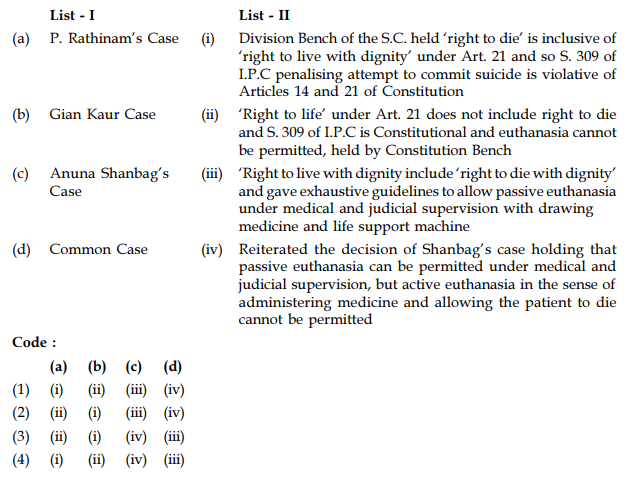 List - I List - II
(a) P. Rathinam's Case (i) Division Bench of the S.C. held 'right to die' is inclusive of
'right to live with dignity' under Art. 21 and so S. 309 of
I.P.C penalising attempt to commit suicide is violative of
Articles 14 and 21 of Constitution
(b) Gian Kaur Case (ii) 'Right to life' under Art. 21 does not include right to die
and S. 309 of I.P.C is Constitutional and euthanasia cannot
be permitted, held by Constitution Bench
(c) Anuna Shanbag's (iii) 'Right to live with dignity include 'right to die with dignity'
Case and gave exhaustive guidelines to allow passive euthanasia
under medical and judicial supervision with drawing
medicine and life support machine
(d) Common Case (iv) Reiterated the decision of Shanbag's case holding that
passive euthanasia can be permitted under medical and
judicial supervision, but active euthanasia in the sense of
administering medicine and allowing the patient to die
cannot be permitted
Code :
(a) (b) (c) (d)
(1) (i) (ii) (iii) (iv)
(2) (ii) (i) (iii) (iv)
(3) (ii) (i) (iv) (iii)
(4) (i) (ii) (iv) (iii)